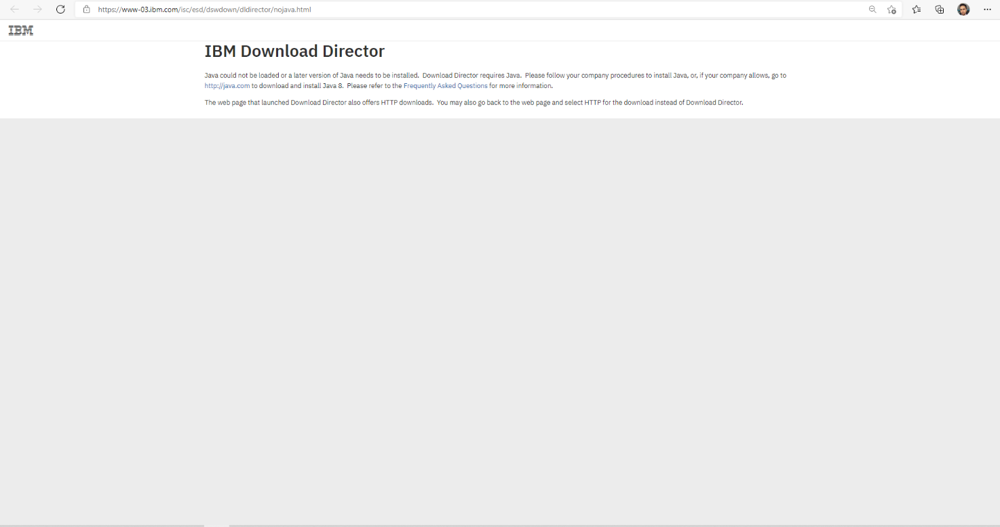 https://www-03.ibm.com/isc/esd/dswdown/dldirector/nojava.html
IBM
IBM Download Director
Java could not be loaded or a later version of Java needs to be installed.  Download Director requires Java.  Please follow your company procedures to install Java, or, if your company allows, go to
http://java.com to download and install Java 8.  Please refer to the Frequently Asked Questions for more information.
The web page that launched Download Director also offers HTTP downloads.  You may also go back to the web page and select HTTP for the download instead of Download Director.